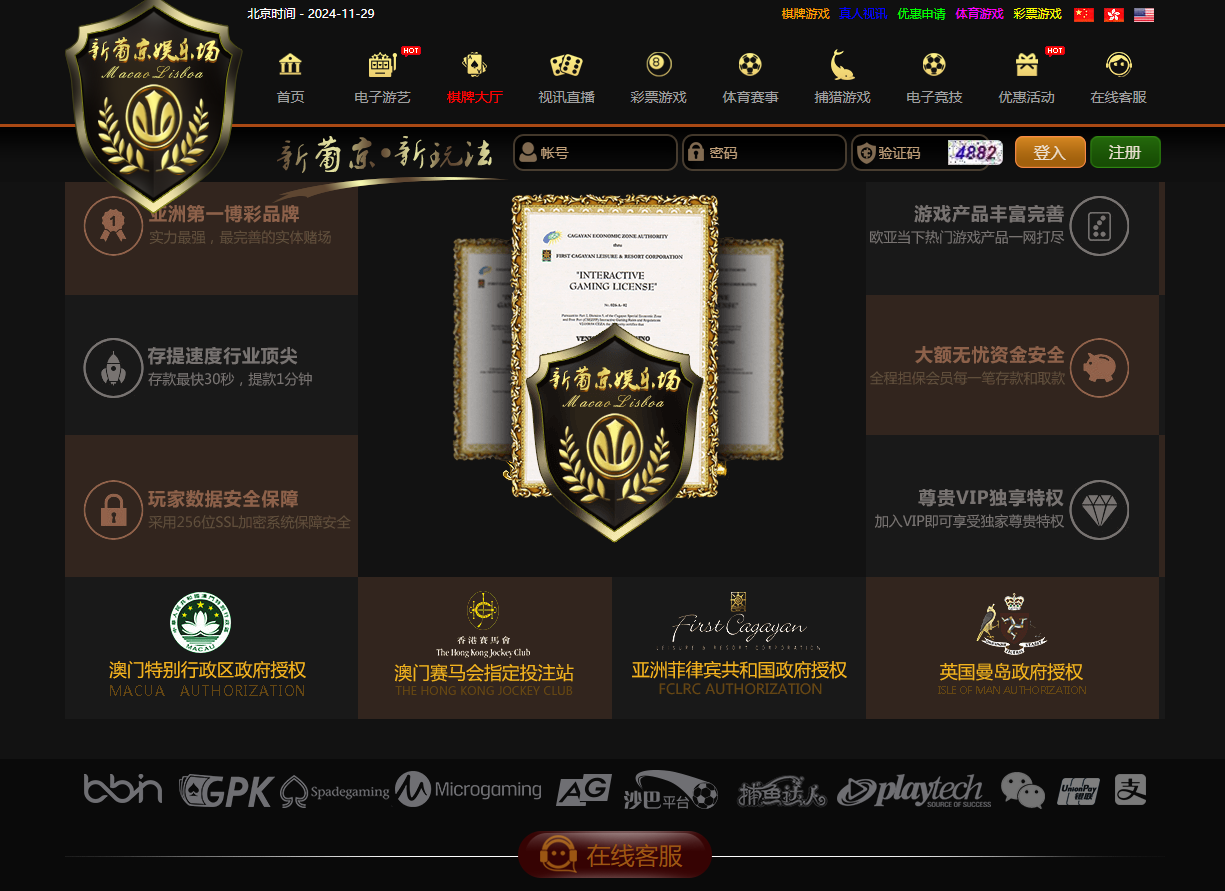 北京时间 - 2024-11-29
棋牌游戏 真人视讯 优惠申请 体育游戏 彩票游戏
新葡京娱乐场
Macao Lisboa
HOT
HOT
首页 电子游艺 棋牌大厅 视讯直播 彩票游戏 体育赛事 捕猎游戏 电子竞技 优惠活动 在线客服
新葡京·新玩法
帐号
密码
验证码
4882
登入
注册
1
亚洲第一博彩品牌
实力最强，最完善的实体赌场
存提速度行业顶尖
存款最快30秒，提款1分钟
玩家数据安全保障
采用256位SSL加密系统保障安全
CAGAYAN ECONOMIC ZONE AUTHORITY
thru
FIRST CAGAYAN LEISURE & RESORT CORPORATION
"INTERACTIVE
GAMING LICENSE"
新葡京娱乐场
Macao Lisboa
游戏产品丰富完善
欧亚当下热门游戏产品一网打尽
大额无忧资金安全
全程担保会员每一笔存款和取款
尊贵VIP独享特权
加入VIP即可享受独家尊贵特权
MACAU
澳门特别行政区政府授权
MACUA AUTHORIZATION
香港賽馬會
The Hong Kong Jockey Club
澳门赛马会指定投注站
THE HONG KONG JOCKEY CLUB
First Cagayan
LEISURE & RESORT CORPORATION
亚洲菲律宾共和国政府授权
FCLRC AUTHORIZATION
英国曼岛政府授权
ISLE OF MAN AUTHORIZATION
bbin GPK Spadegaming Microgaming AG 沙巴平台 捕鱼达人 playtech
SOURCE OF SUCCESS
UnionPay
银联
支
在线客服